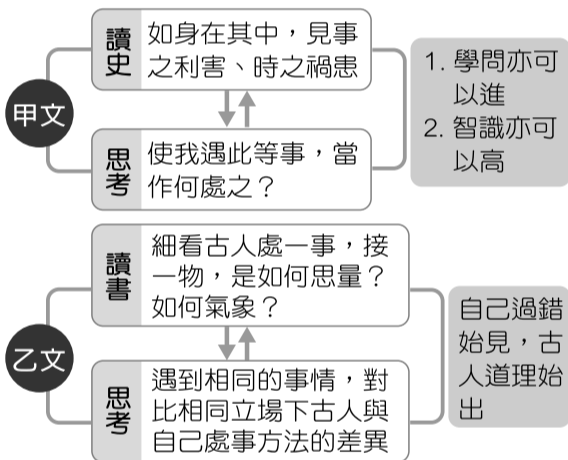 甲文
讀史
如身在其中，見事
之利害、時之禍患
思考
使我遇此等事，當
作何處之？
1. 學問亦可
以進
2. 智識亦可
以高
乙文
讀書
細看古人處一事，接
一物，是如何思量？
如何氣象？
思考
遇到相同的事情，對
比相同立場下古人與
自己處事方法的差異
自己過錯
始見，古
人道理始
出